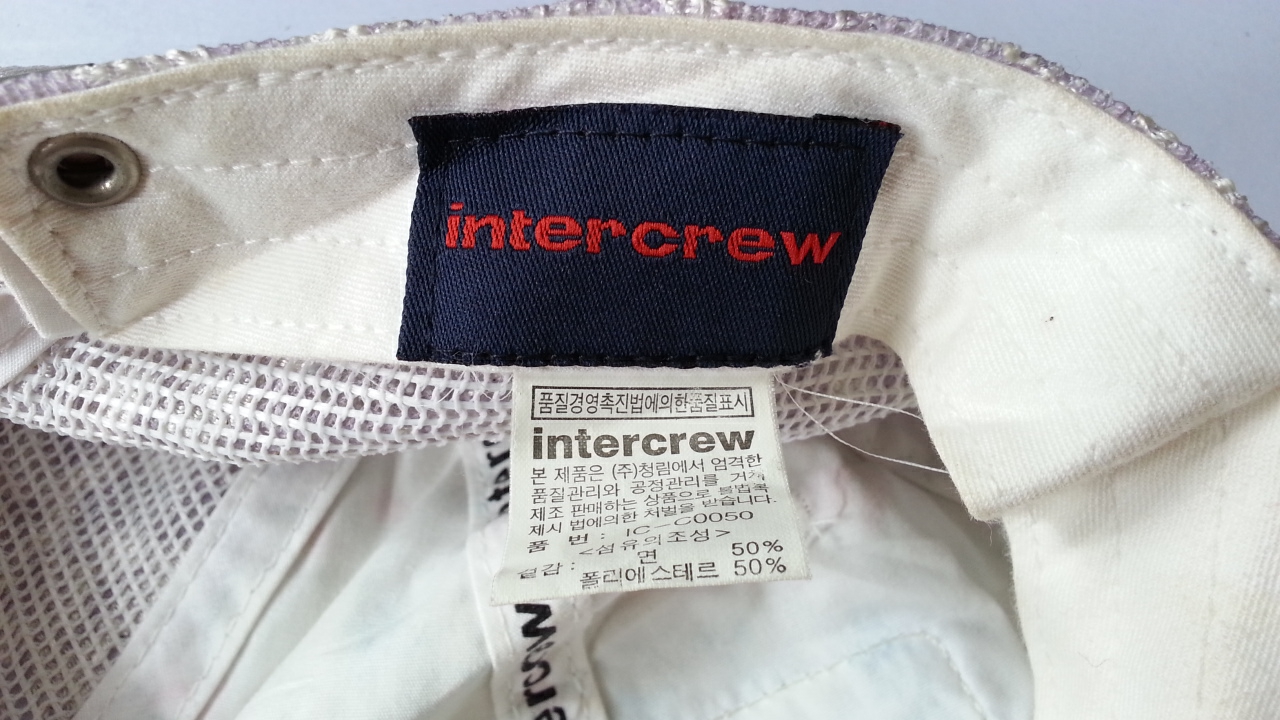 intercrew
품질경영촉진법에의한품질표시
intercrew
본 제품은 (주)청림에서 엄격한
품질관리와 공정관리를 거쳐
제조 판매하는 상품으로 불법복
제시 법에의한 처벌을 받습니다.
품 번 : IC-C0050
<섬유의조성>
겉감 : 면 50%
폴리에스테르 50%
inter
erow